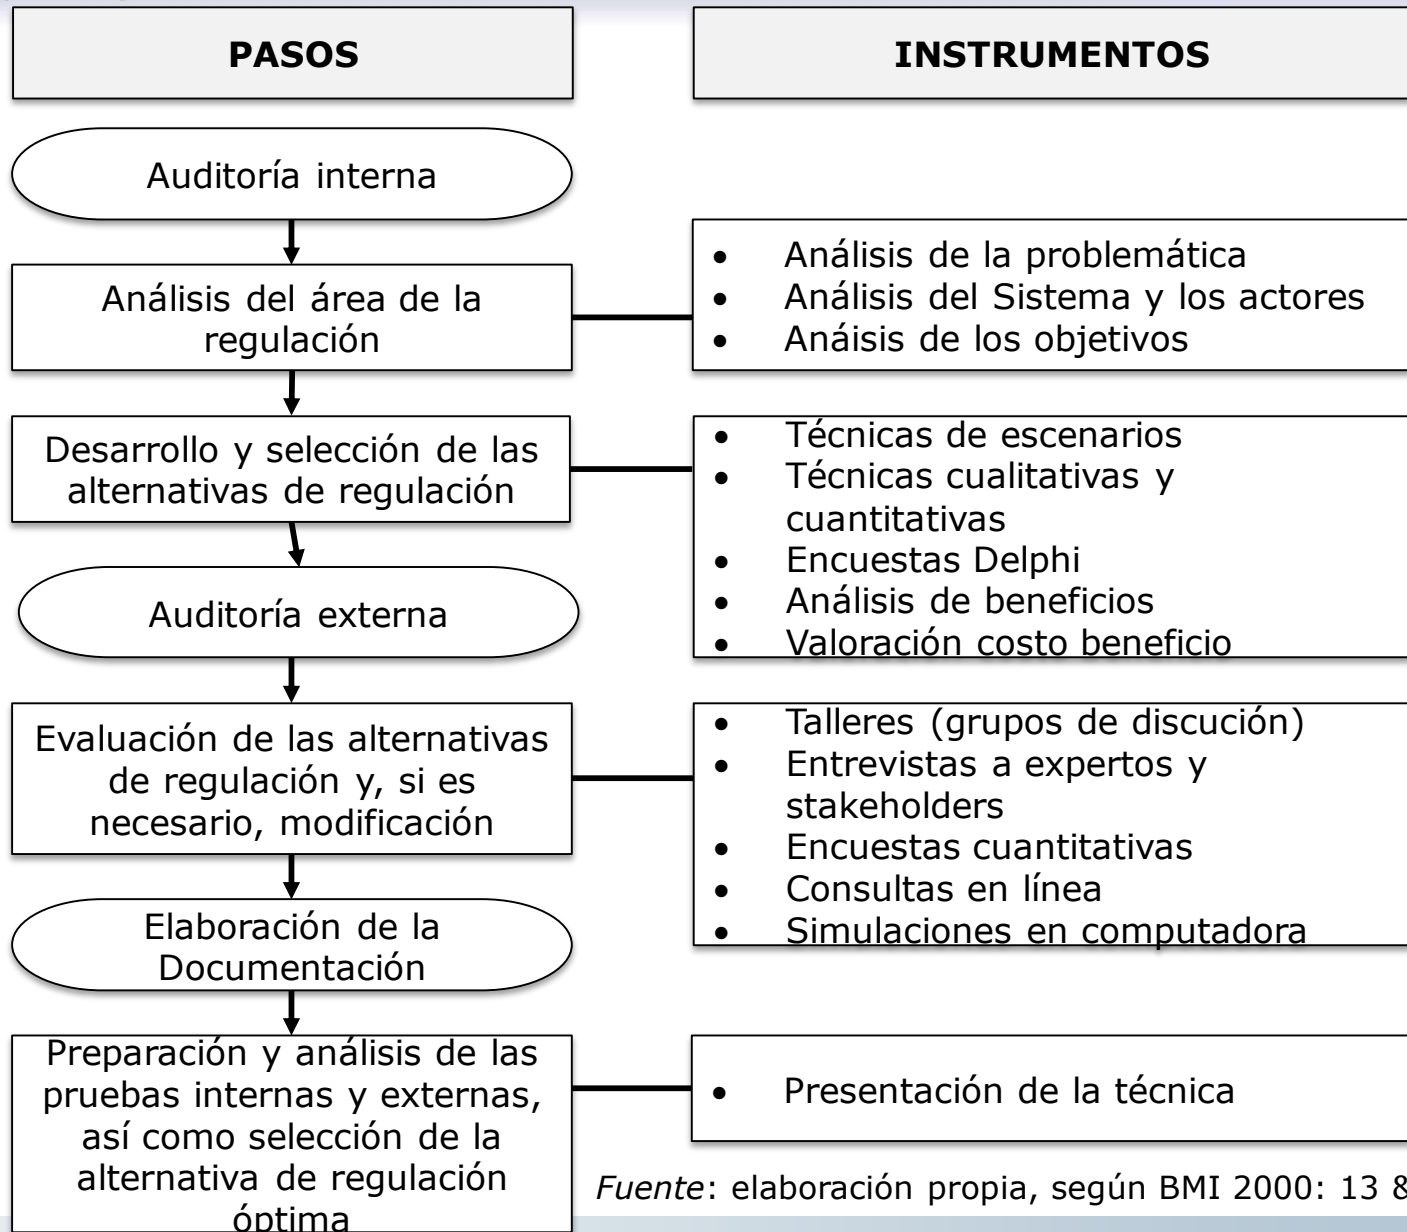 PASOS
INSTRUMENTOS
Auditoría interna
Análisis del área de la
regulación
• Análisis de la problemática
• Análisis del Sistema y los actores
• Anáisis de los objetivos
Desarrollo y selección de las
alternativas de regulación
• Técnicas de escenarios
• Técnicas cualitativas y
cuantitativas
• Encuestas Delphi
• Análisis de beneficios
• Valoración costo beneficio
Auditoría externa
Evaluación de las alternativas
de regulación y, si es
necesario, modificación
• Talleres (grupos de discución)
• Entrevistas a expertos y
stakeholders
• Encuestas cuantitativas
• Consultas en línea
• Simulaciones en computadora
Elaboración de la
Documentación
Preparación y análisis de las
pruebas internas y externas,
así como selección de la
alternativa de regulación
óptima
• Presentación de la técnica
Fuente: elaboración propia, según BMI 2000: 13 &